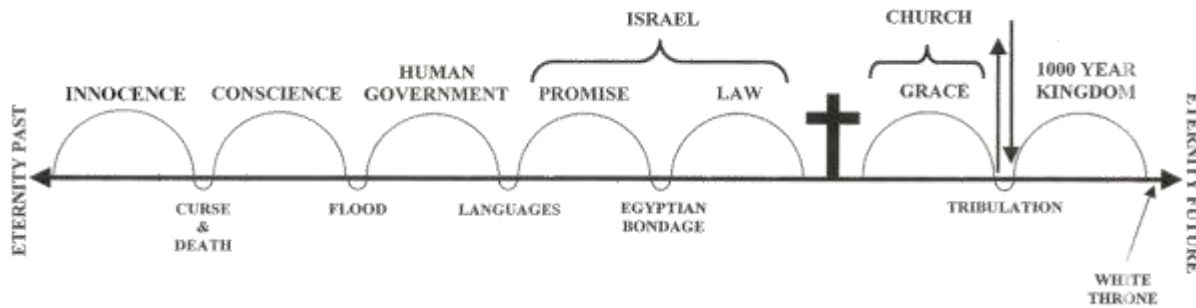 ISRAEL
CHURCH
HUMAN
GOVERNMENT
1000 YEAR
KINGDOM
INNOCENCE
CONSCIENCE
PROMISE
LAW
GRACE
ETERNITY PAST
ETERNITY FUTURE
CURSE
&
DEATH
FLOOD
LANGUAGES
EGYPTIAN
BONDAGE
TRIBULATION
WHITE
THRONE